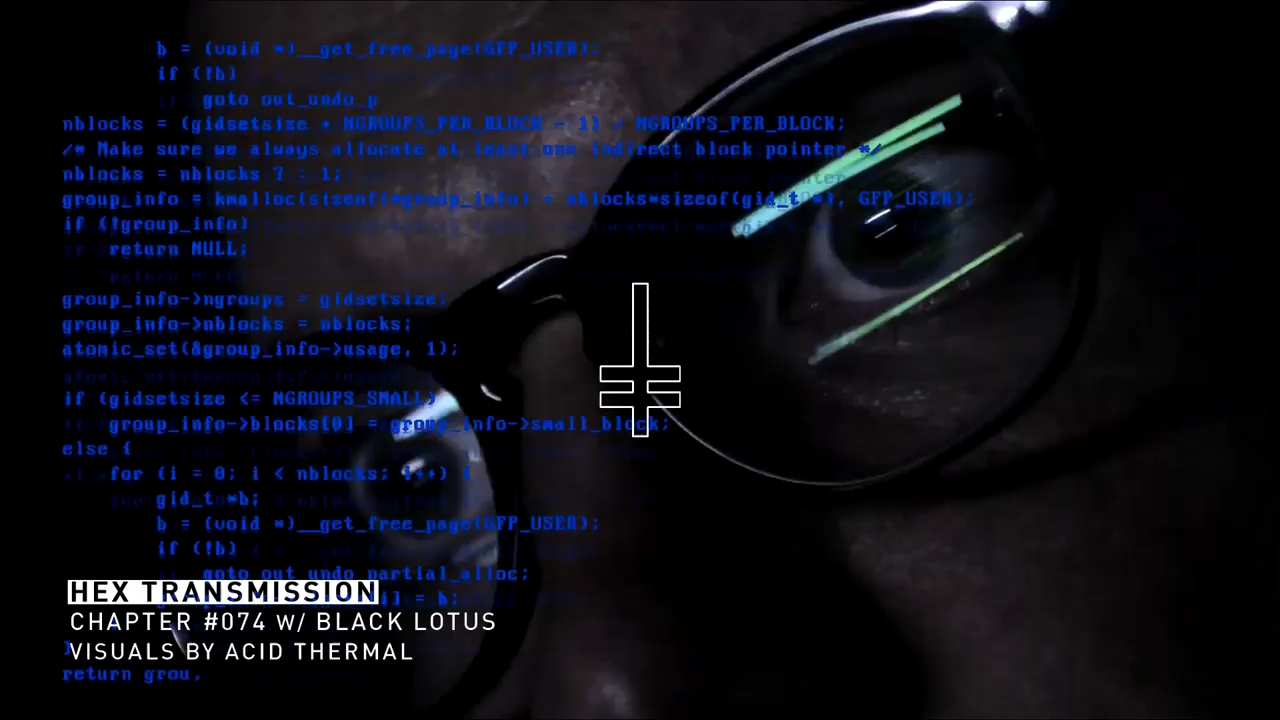 b = (void *)__get_free_page(GFP_USER);
if (!b)
goto out_undo_p
nblocks = (gidsetsize + NGROUPS_PER_BLOCK - 1) / NGROUPS_PER_BLOCK;
/* Make sure we always allocate at least one indirect block pointer */
nblocks = nblocks ? : 1;
group_info = kmalloc(sizeof(*group_info) + nblocks*sizeof(gid_t *), GFP_USER);
if (!group_info)
return NULL;
group_info->ngroups = gidsetsize;
group_info->nblocks = nblocks;
atomic_set(&group_info->usage, 1);
if (gidsetsize <= NGROUPS_SMALL)
group_info->blocks[0] = group_info->small_block;
else {
for (i = 0; i < nblocks; i++) {
gid_t *b;
b = (void *)__get_free_page(GFP_USER);
if (!b)
goto out_undo_partial_alloc;
HEX TRANSMISSION
i] = b;
CHAPTER #074 W/ BLACK LOTUS
VISUALS BY ACID THERMAL
}
return grou.